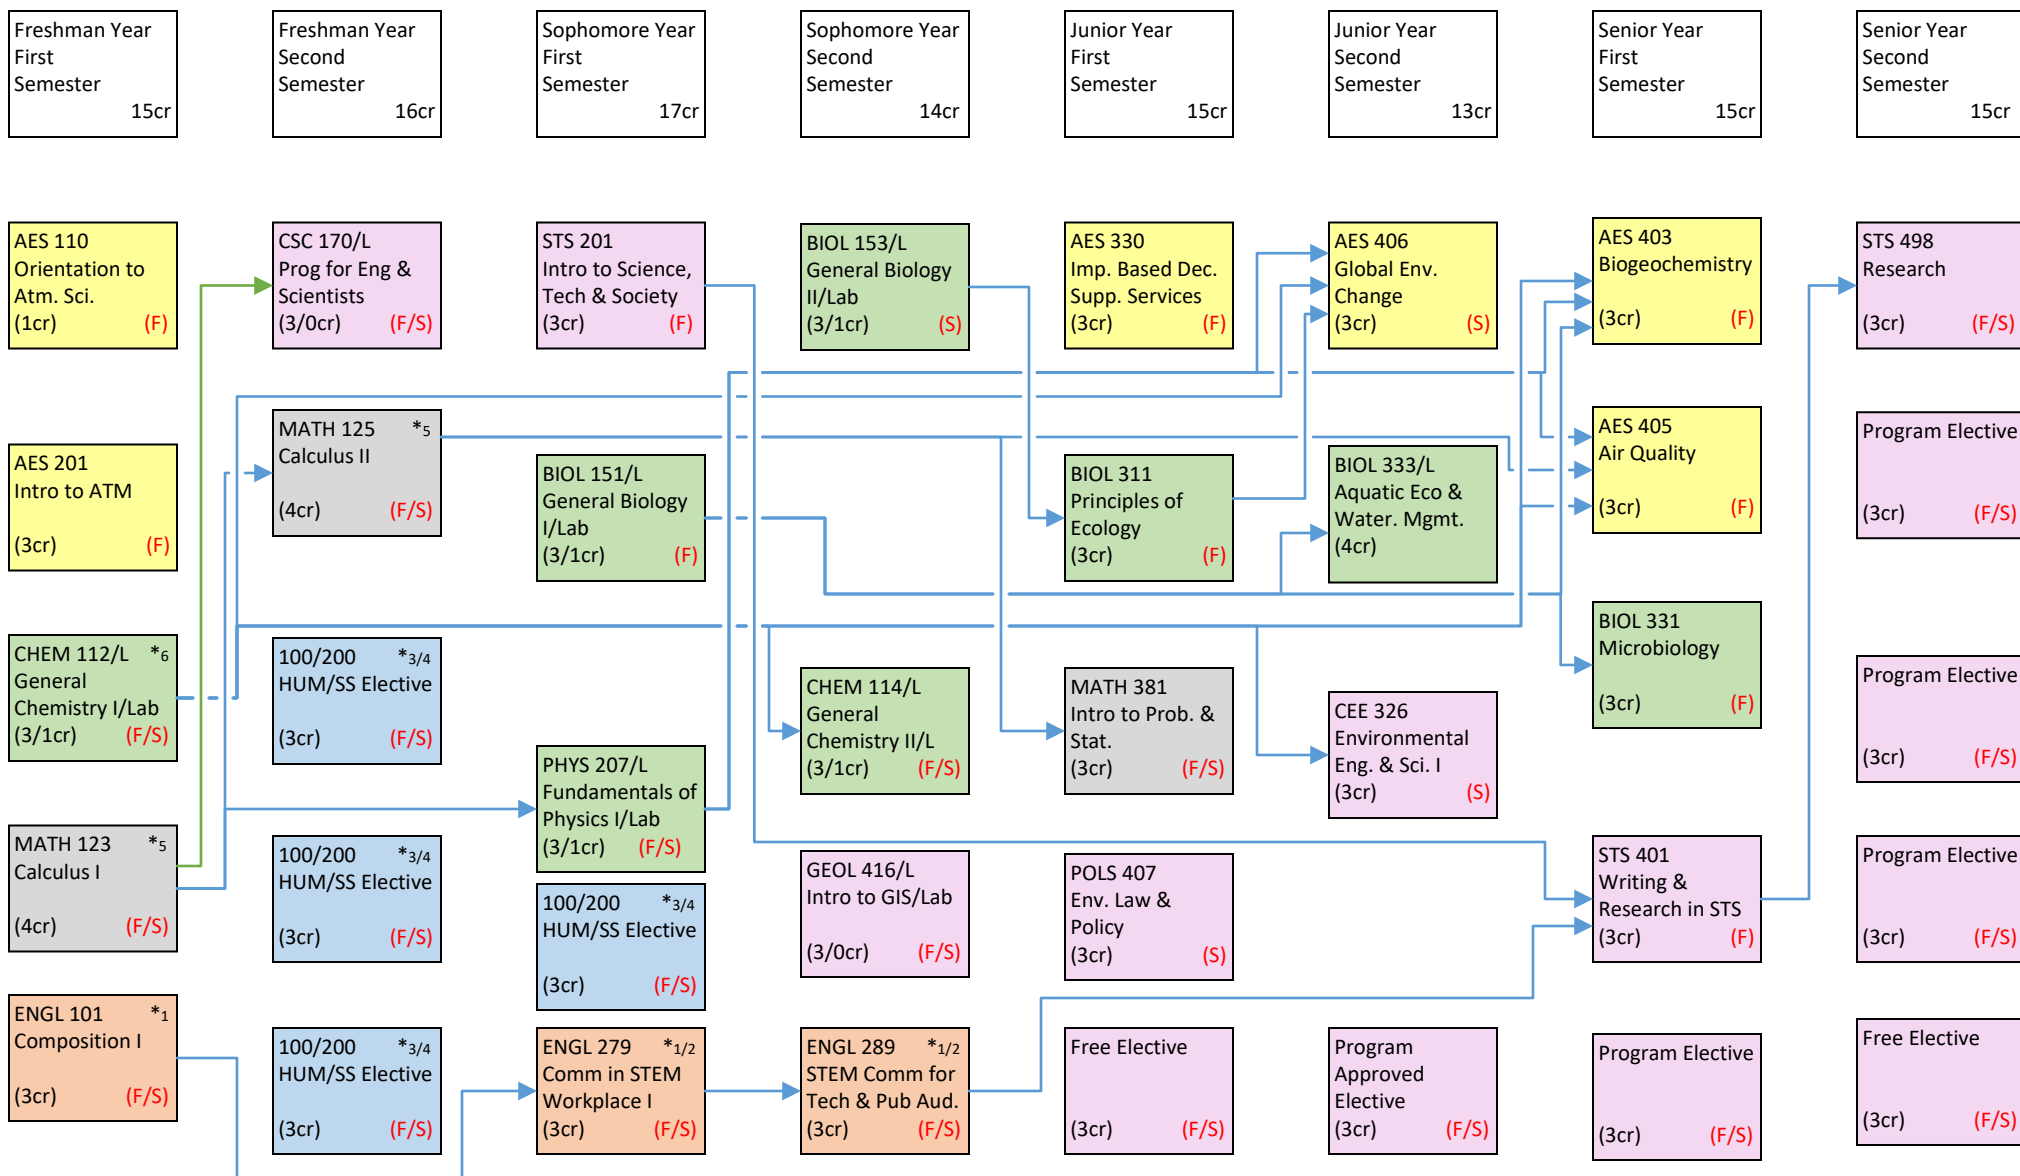 Freshman Year
First
Semester
15cr
Freshman Year
Second
Semester
16cr
Sophomore Year
First
Semester
17cr
Sophomore Year
Second
Semester
14cr
Junior Year
First
Semester
15cr
Junior Year
Second
Semester
13cr
Senior Year
First
Semester
15cr
Senior Year
Second
Semester
15cr
AES 110
Orientation to
Atm. Sci.
(1cr) (F)
AES 201
Intro to ATM
(3cr) (F)
CHEM 112/L *6
General
Chemistry I/Lab
(3/1cr) (F/S)
MATH 123 *5
Calculus I
(4cr) (F/S)
ENGL 101 *1
Composition I
(3cr) (F/S)
CSC 170/L
Prog for Eng &
Scientists
(3/0cr) (F/S)
MATH 125 *5
Calculus II
(4cr) (F/S)
100/200 *3/4
HUM/SS Elective
(3cr) (F/S)
100/200 *3/4
HUM/SS Elective
(3cr) (F/S)
100/200 *3/4
HUM/SS Elective
(3cr) (F/S)
STS 201
Intro to Science,
Tech & Society
(3cr) (F)
BIOL 151/L
General Biology
I/Lab
(3/1cr) (F)
PHYS 207/L
Fundamentals of
Physics I/Lab
(3/1cr) (F/S)
100/200 *3/4
HUM/SS Elective
(3cr) (F/S)
ENGL 279 *1/2
Comm in STEM
Workplace I
(3cr) (F/S)
BIOL 153/L
General Biology
II/Lab
(3/1cr) (S)
CHEM 114/L
General
Chemistry II/L
(3/1cr) (F/S)
GEOL 416/L
Intro to GIS/Lab
(3/0cr) (F/S)
ENGL 289 *1/2
STEM Comm for
Tech & Pub Aud.
(3cr) (F/S)
AES 330
Imp. Based Dec.
Supp. Services
(3cr) (F)
BIOL 311
Principles of
Ecology
(3cr) (F)
MATH 381
Intro to Prob. &
Stat.
(3cr) (F/S)
POLS 407
Env. Law &
Policy
(3cr) (S)
Free Elective
(3cr) (F/S)
AES 406
Global Env.
Change
(3cr) (S)
BIOL 333/L
Aquatic Eco &
Water. Mgmt.
(4cr)
CEE 326
Environmental
Eng. & Sci. I
(3cr) (S)
Program
Approved
Elective
(3cr) (F/S)
AES 403
Biogeochemistry
(3cr) (F)
AES 405
Air Quality
(3cr) (F)
BIOL 331
Microbiology
(3cr) (F)
STS 401
Writing &
Research in STS
(3cr) (F)
Program Elective
(3cr) (F/S)
STS 498
Research
(3cr) (F/S)
Program Elective
(3cr) (F/S)
Program Elective
(3cr) (F/S)
Program Elective
(3cr) (F/S)
Free Elective
(3cr) (F/S)